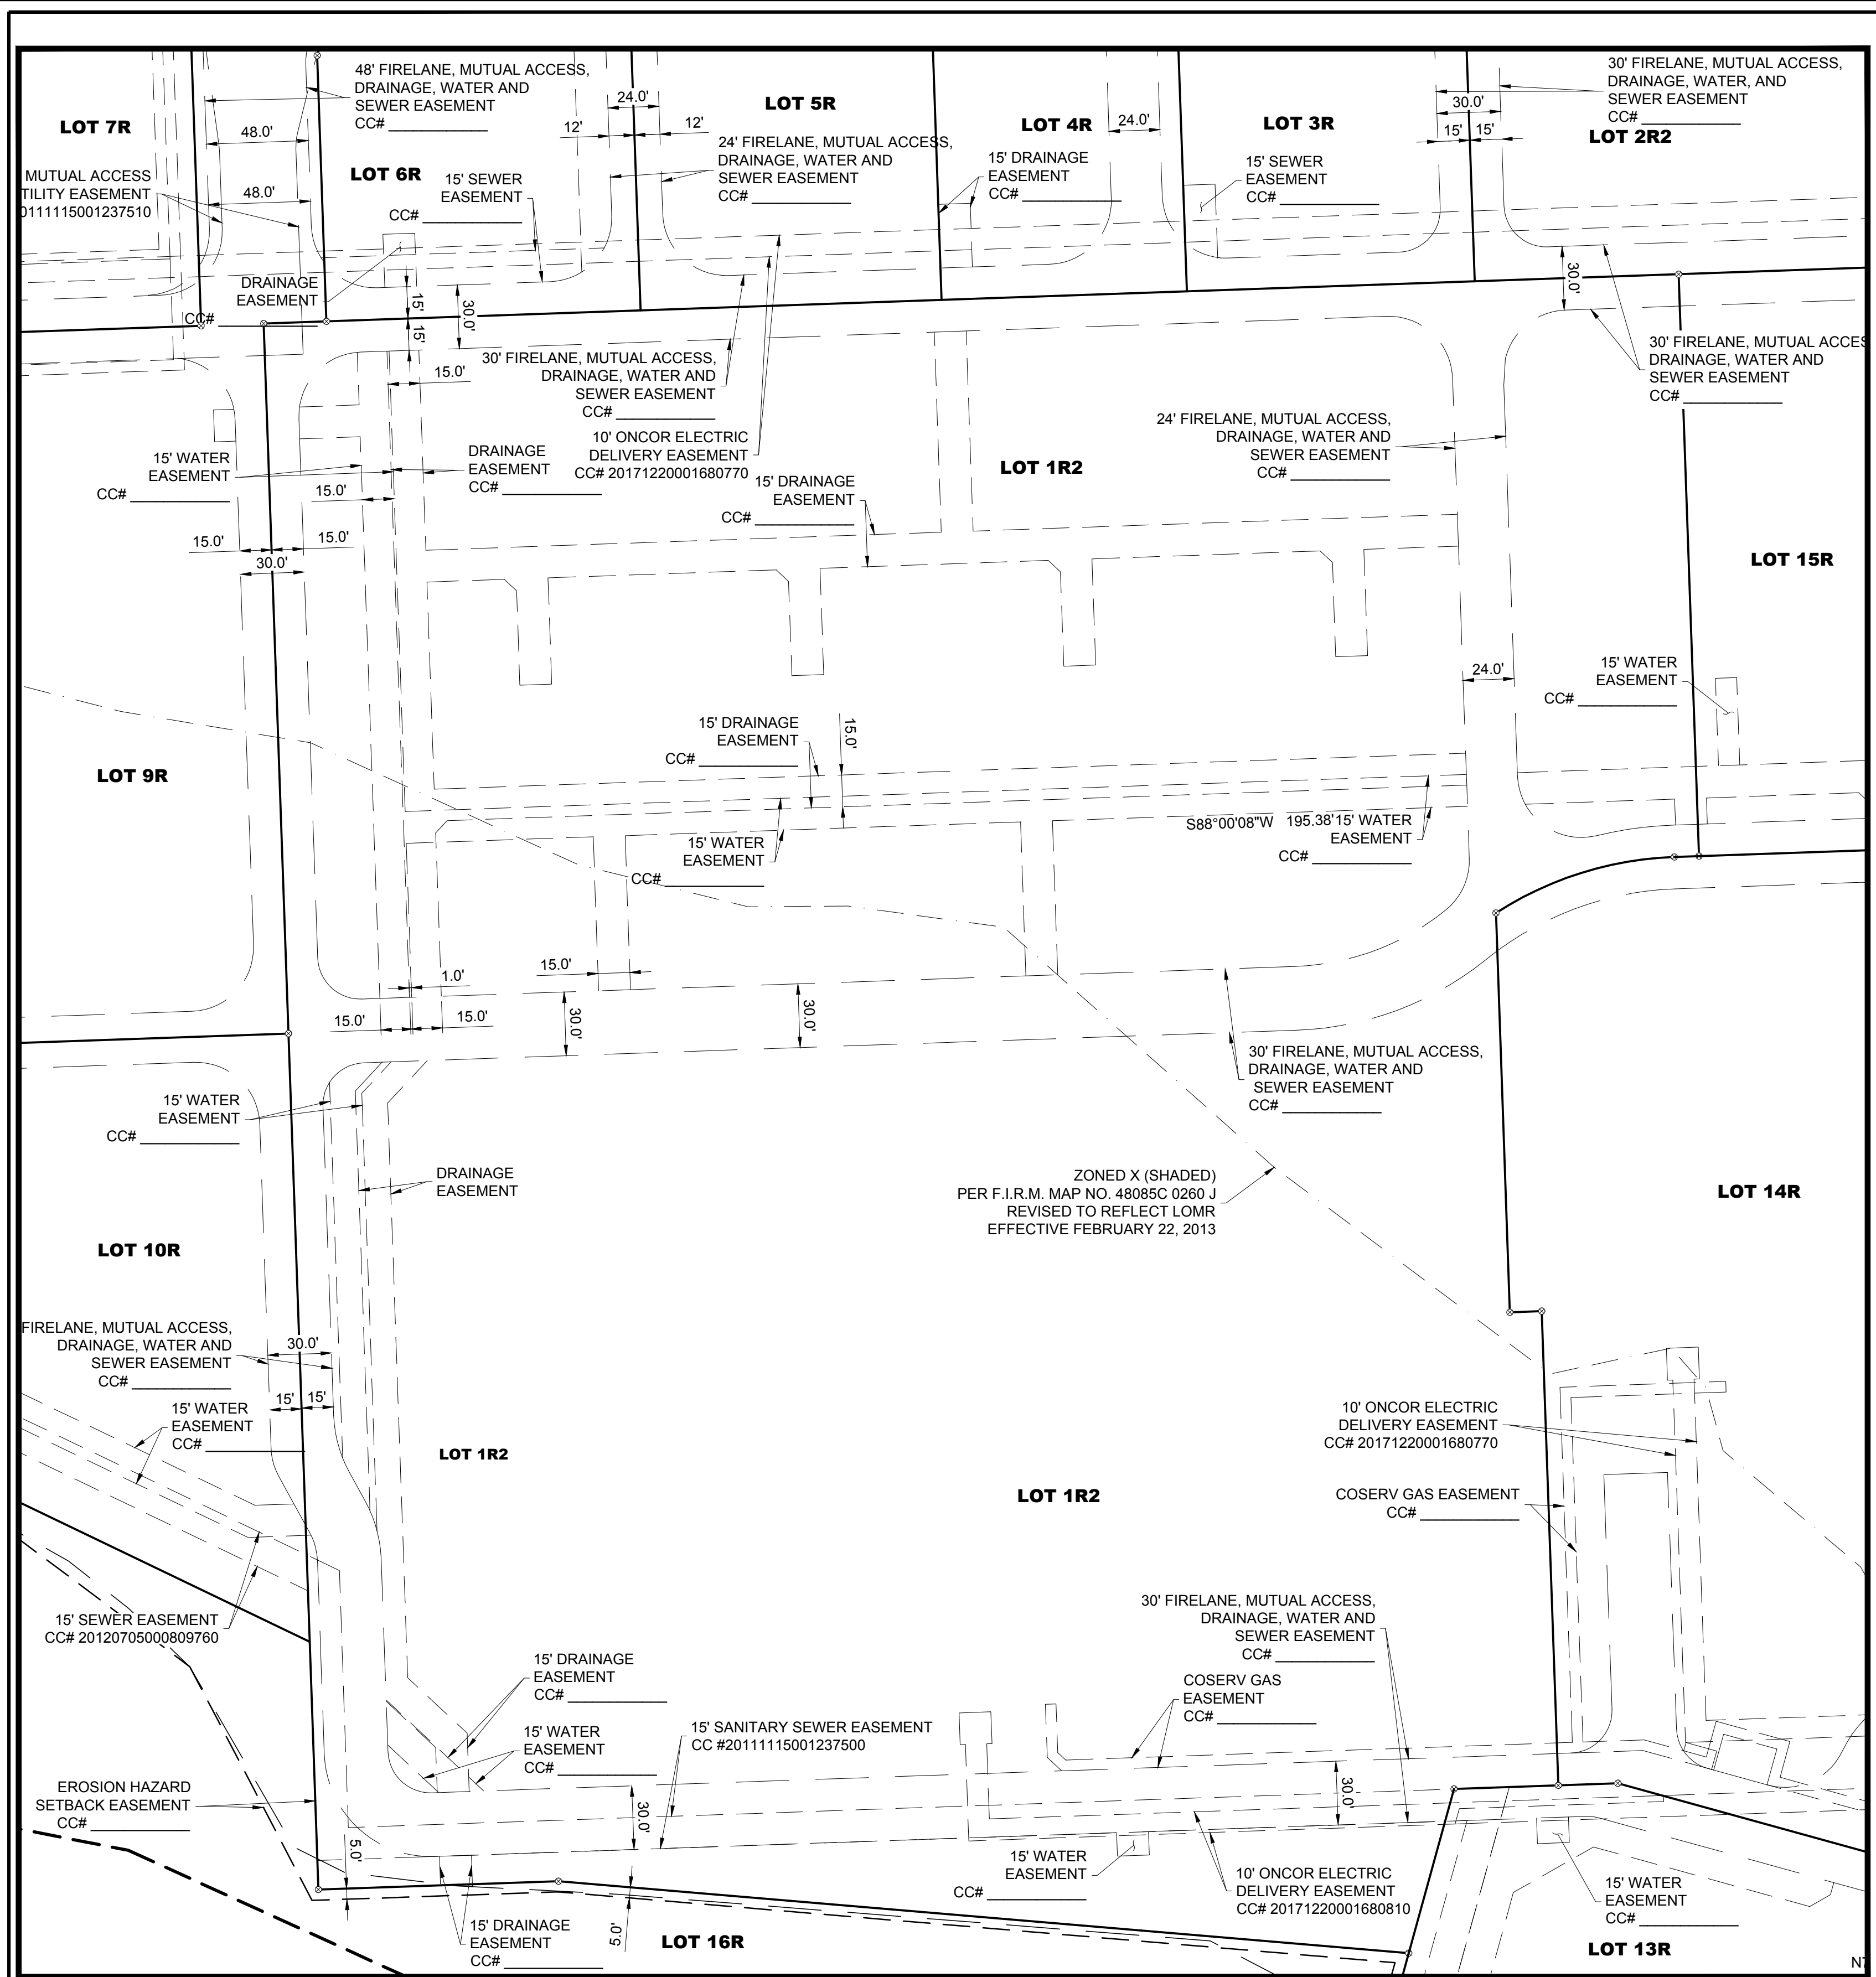 LOT 7R
48' FIRELANE, MUTUAL ACCESS,
DRAINAGE, WATER AND
SEWER EASEMENT
CC# ____________
48.0'
48.0'
MUTUAL ACCESS
TILITY EASEMENT
0111115001237510
LOT 6R
15' SEWER
EASEMENT
CC# ____________
DRAINAGE
EASEMENT
CC# ____________
24.0'
12'
12'
LOT 5R
24' FIRELANE, MUTUAL ACCESS,
DRAINAGE, WATER AND
SEWER EASEMENT
CC# ____________
LOT 4R
15' DRAINAGE
EASEMENT
CC# ____________
24.0'
LOT 3R
15' SEWER
EASEMENT
CC# ____________
30.0'
15'
15'
30' FIRELANE, MUTUAL ACCESS,
DRAINAGE, WATER, AND
SEWER EASEMENT
CC# ____________
LOT 2R2
30.0'
15'
15'
30.0'
15.0'
30' FIRELANE, MUTUAL ACCESS,
DRAINAGE, WATER AND
SEWER EASEMENT
CC# ____________
10' ONCOR ELECTRIC
DELIVERY EASEMENT
CC# 20171220001680770
30' FIRELANE, MUTUAL ACCES
DRAINAGE, WATER AND
SEWER EASEMENT
CC# ____________
24' FIRELANE, MUTUAL ACCESS,
DRAINAGE, WATER AND
SEWER EASEMENT
CC# ____________
15' WATER
EASEMENT
CC# ____________
DRAINAGE
EASEMENT
CC# ____________
15.0'
LOT 1R2
15' DRAINAGE
EASEMENT
CC# ____________
15.0'
15.0'
30.0'
LOT 15R
15' WATER
EASEMENT
CC# ____________
24.0'
LOT 9R
15' DRAINAGE
EASEMENT
CC# ____________
15.0'
15' WATER
EASEMENT
CC# ____________
S88°00'08"W 195.38'
15' WATER
EASEMENT
CC# ____________
1.0'
15.0'
15.0'
15.0'
30.0'
30.0'
30' FIRELANE, MUTUAL ACCESS,
DRAINAGE, WATER AND
SEWER EASEMENT
CC# ____________
15' WATER
EASEMENT
CC# ____________
DRAINAGE
EASEMENT
ZONED X (SHADED)
PER F.I.R.M. MAP NO. 48085C 0260 J
REVISED TO REFLECT LOMR
EFFECTIVE FEBRUARY 22, 2013
LOT 14R
LOT 10R
FIRELANE, MUTUAL ACCESS,
DRAINAGE, WATER AND
SEWER EASEMENT
CC# ____________
30.0'
15'
15'
15' WATER
EASEMENT
CC# ____________
LOT 1R2
LOT 1R2
10' ONCOR ELECTRIC
DELIVERY EASEMENT
CC# 20171220001680770
COSERV GAS EASEMENT
CC# ____________
15' SEWER EASEMENT
CC# 20120705000809760
30' FIRELANE, MUTUAL ACCESS,
DRAINAGE, WATER AND
SEWER EASEMENT
CC# ____________
15' DRAINAGE
EASEMENT
CC# ____________
COSERV GAS
EASEMENT
CC# ____________
15' WATER
EASEMENT
CC# ____________
15' SANITARY SEWER EASEMENT
CC #20111115001237500
EROSION HAZARD
SETBACK EASEMENT
CC# ____________
30.0'
30.0'
5.0'
15' WATER
EASEMENT
CC# ____________
10' ONCOR ELECTRIC
DELIVERY EASEMENT
CC# 20171220001680810
15' WATER
EASEMENT
CC# ____________
15' DRAINAGE
EASEMENT
CC# ____________
5.0'
LOT 16R
LOT 13R